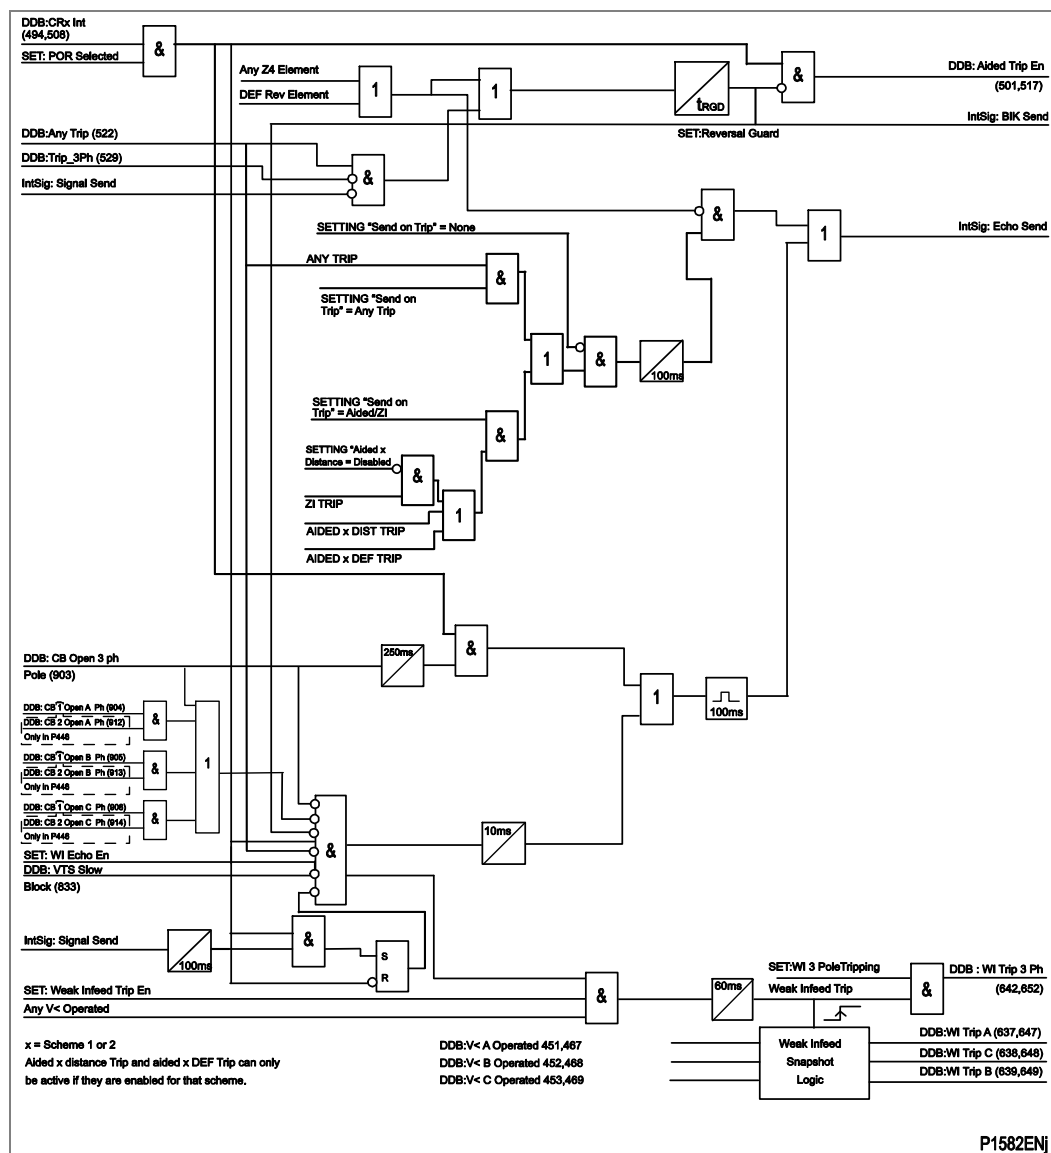 DDB:CRx Int
(494,508)
SET: POR Selected
&
Any Z4 Element
DEF Rev Element
1
1
tRGD
SET:Reversal Guard
&
DDB: Aided Trip En
(501,517)
IntSig: BIK Send
DDB:Any Trip (522)
DDB:Trip_3Ph (529)
IntSig: Signal Send
&
SETTING "Send on Trip" = None
&
1
IntSig: Echo Send
ANY TRIP
SETTING "Send on
Trip" = Any Trip
&
1
&
100ms
SETTING "Send on
Trip" = Aided/ZI
&
SETTING "Aided x
Distance = Disabled
&
ZI TRIP
1
AIDED x DIST TRIP
AIDED x DEF TRIP
DDB: CB Open 3 ph
Pole (903)
250ms
&
1
100ms
DDB: CB 1 Open A Ph (904)
DDB: CB 2 Open A Ph (912)
Only in P446
&
DDB: CB 1 Open B Ph (905)
DDB: CB 2 Open B Ph (913)
Only in P446
&
1
DDB: CB 1 Open C Ph (906)
DDB: CB 2 Open C Ph (914)
Only in P446
&
SET: WI Echo En
DDB: VTS Slow
Block (833)
&
10ms
IntSig: Signal Send
100ms
&
S
R
SET: Weak Infeed Trip En
Any V< Operated
&
60ms
SET:WI 3 PoleTripping
Weak Infeed Trip
&
DDB : WI Trip 3 Ph
(642,652)
x = Scheme 1 or 2
Aided x distance Trip and aided x DEF Trip can only
be active if they are enabled for that scheme.
DDB:V< A Operated 451,467
DDB:V< B Operated 452,468
DDB:V< C Operated 453,469
Weak Infeed
Snapshot
Logic
DDB:WI Trip A (637,647)
DDB:WI Trip C (638,648)
DDB:WI Trip B (639,649)
P1582ENj